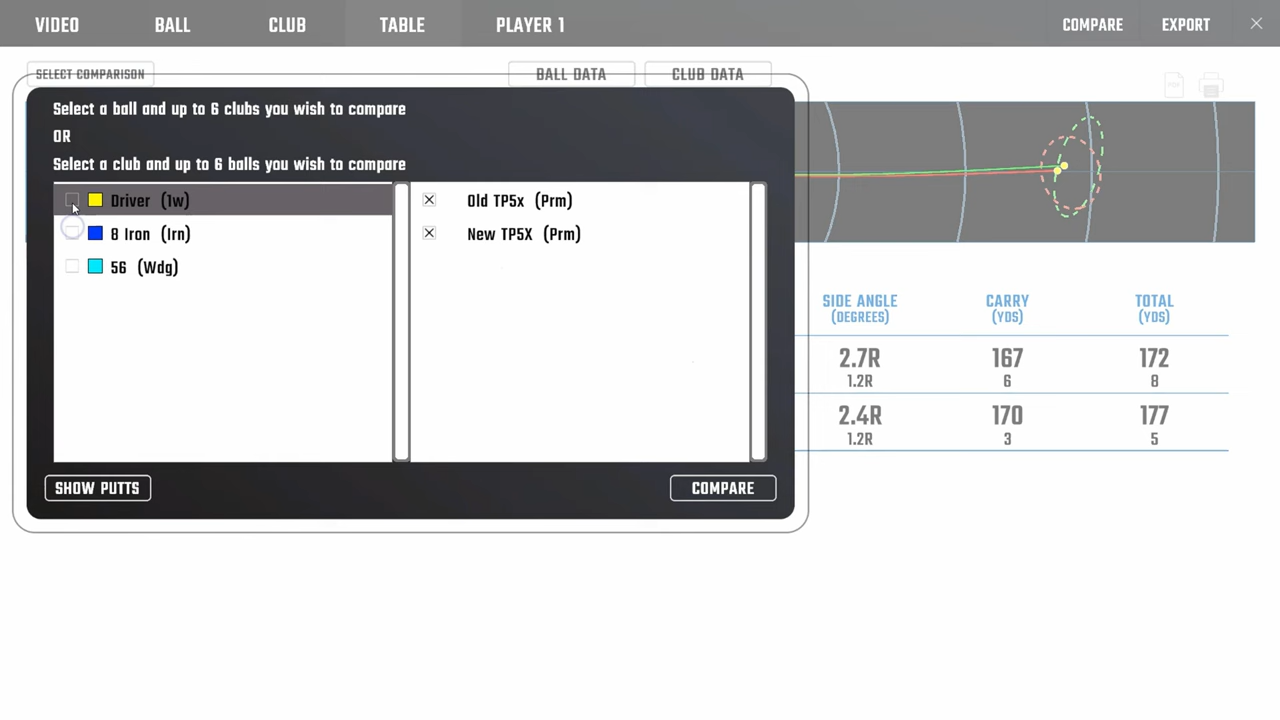 VIDEO BALL CLUB TABLE PLAYER 1 COMPARE EXPORT
SELECT COMPARISON BALL DATA CLUB DATA
Select a ball and up to 6 clubs you wish to compare
OR
Select a club and up to 6 balls you wish to compare
Driver (1w) Old TP5x (Prm)
8 Iron (Irn) New TP5X (Prm)
56 (Wdg)
SHOW PUTTS COMPARE
SIDE ANGLE CARRY TOTAL
(DEGREES) (YDS) (YDS)
2.7R 167 172
1.2R 6 8
2.4R 170 177
1.2R 3 5